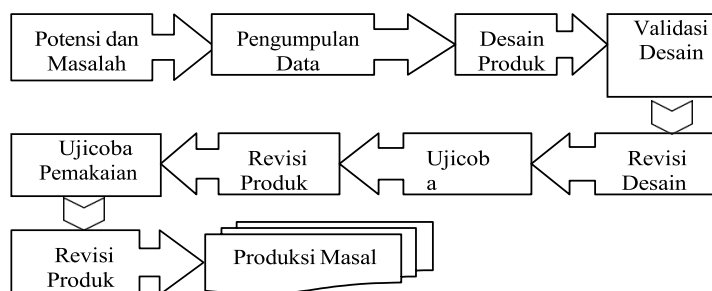 Potensi dan
Masalah
Pengumpulan
Data
Desain
Produk
Validasi
Desain
Revisi
Desain
Ujicob
a
Revisi
Produk
Ujicoba
Pemakaian
Revisi
Produk
Produksi Masal